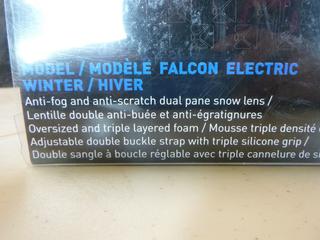 MODEL / MODÈLE FALCON ELECTRIC
WINTER / HIVER
Anti-fog and anti-scratch dual pane snow lens /
Lentille double anti-buée et anti-égratignures
Oversized and triple layered foam / Mousse triple densité
Adjustable double buckle strap with triple silicone grip /
Double sangle à boucle réglable avec triple cannelure de